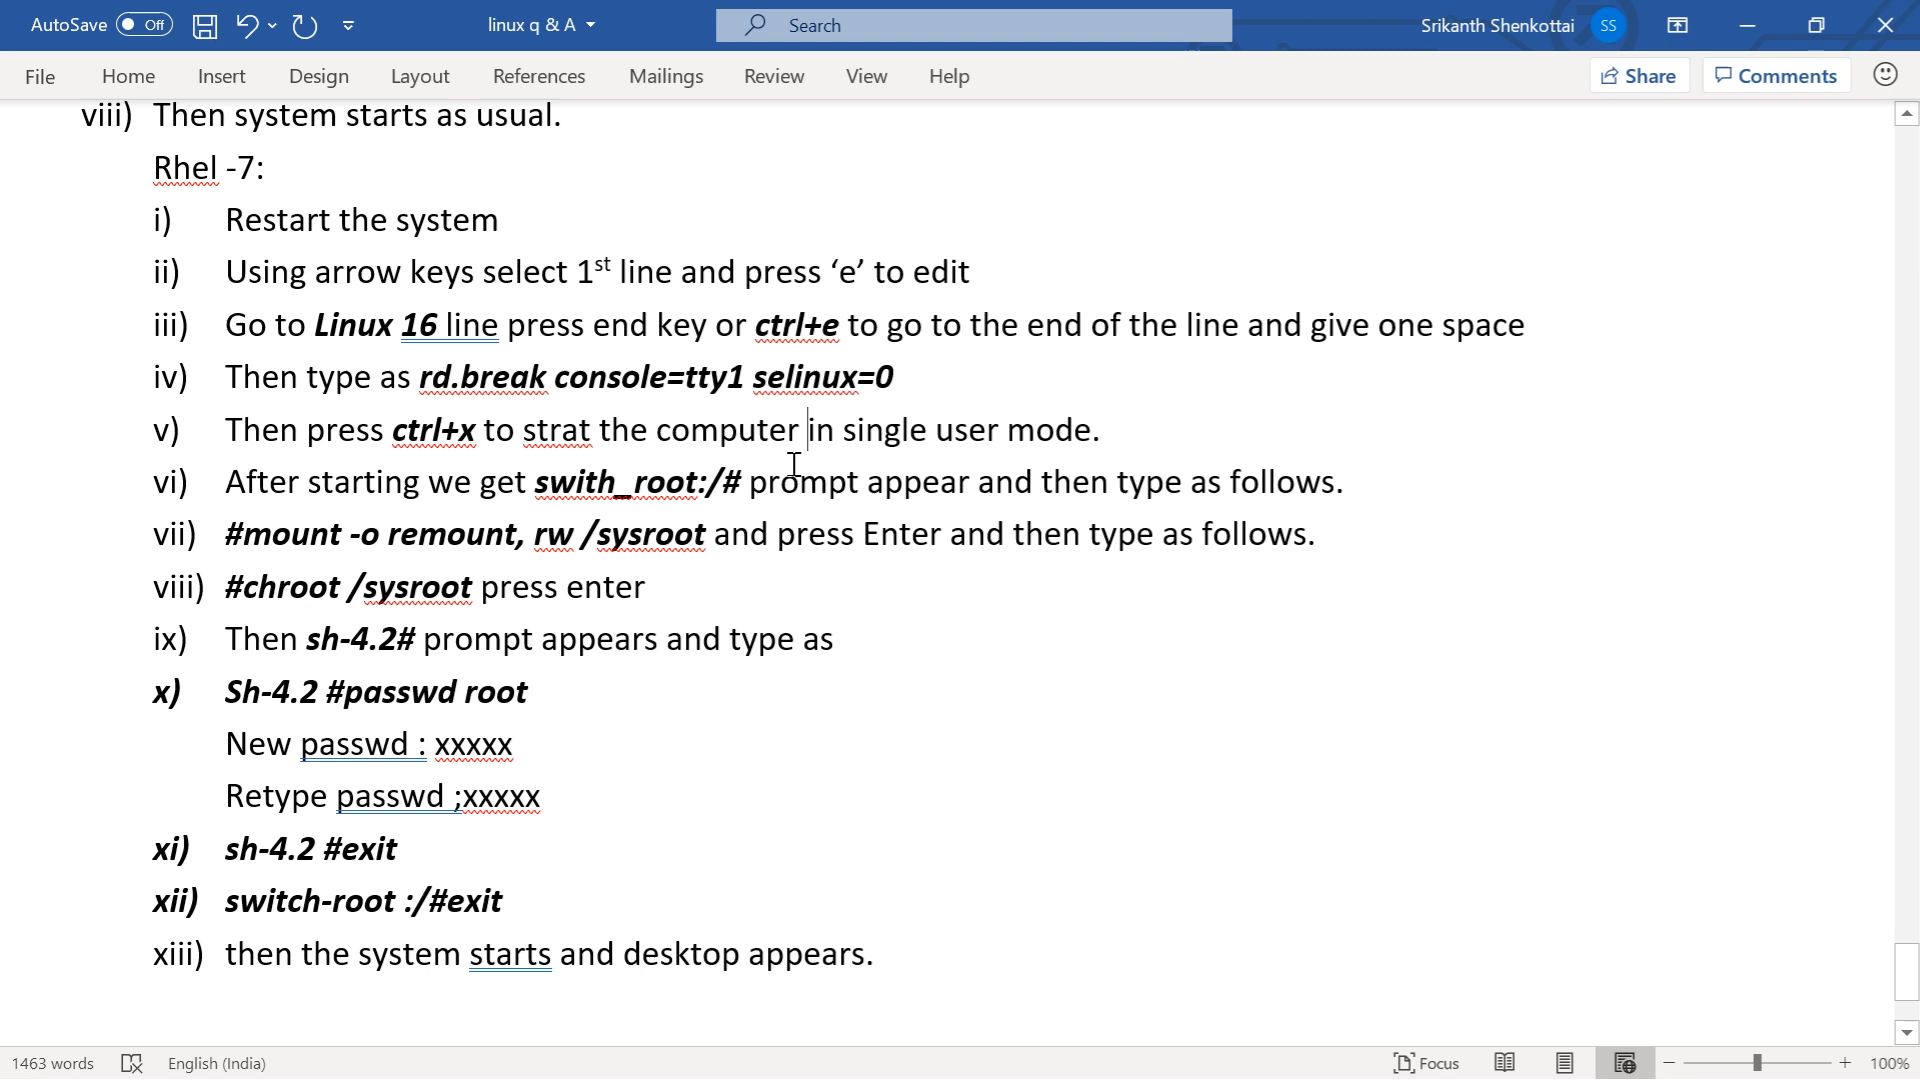 AutoSave Off linux q & A Search Srikanth Shenkottai SS
File Home Insert Design Layout References Mailings Review View Help Share Comments
viii) Then system starts as usual.
Rhel -7:
i) Restart the system
ii) Using arrow keys select 1st line and press ‘e’ to edit
iii) Go to Linux 16 line press end key or ctrl+e to go to the end of the line and give one space
iv) Then type as rd.break console=tty1 selinux=0
v) Then press ctrl+x to strat the computer in single user mode.
vi) After starting we get swith_root:/# prompt appear and then type as follows.
vii) #mount -o remount, rw /sysroot and press Enter and then type as follows.
viii) #chroot /sysroot press enter
ix) Then sh-4.2# prompt appears and type as
x) Sh-4.2 #passwd root
New passwd : xxxxx
Retype passwd ;xxxxx
xi) sh-4.2 #exit
xii) switch-root :/#exit
xiii) then the system starts and desktop appears.
1463 words English (India) Focus 100%